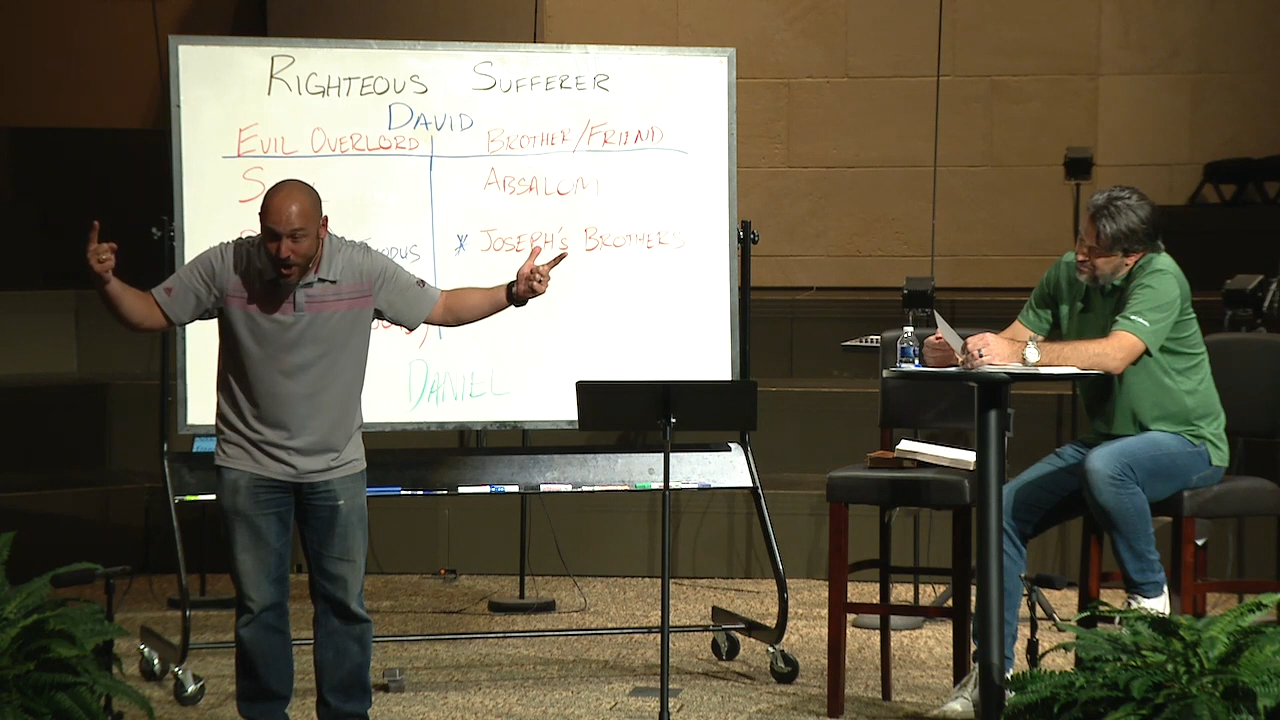 RIGHTEOUS SUFFERER
DAVID
EVIL OVERLORD BROTHER/FRIEND
ABSALOM
* JOSEPH'S BROTHERS
DANIEL